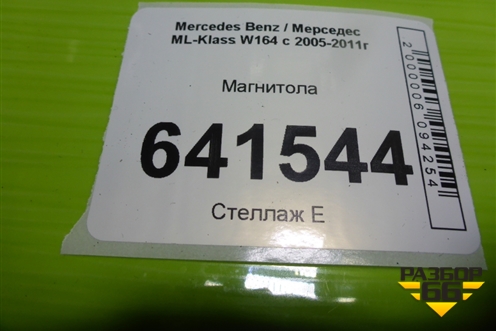 Mercedes Benz / Мерседес
ML-Klass W164 с 2005-2011г
Магнитола
641544
Стеллаж Е
2000006094254
РАЗБОР
66